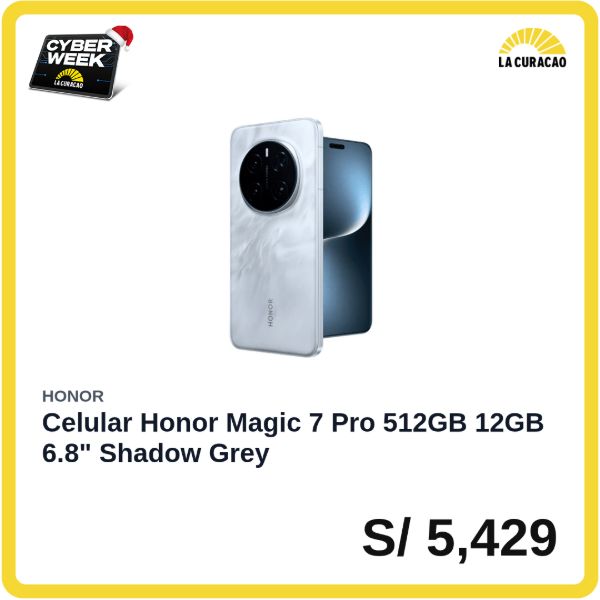 CYBER
WEEK
LA CURACAO
LA CURACAO
HONOR
HONOR
Celular Honor Magic 7 Pro 512GB 12GB
6.8" Shadow Grey
S/ 5,429